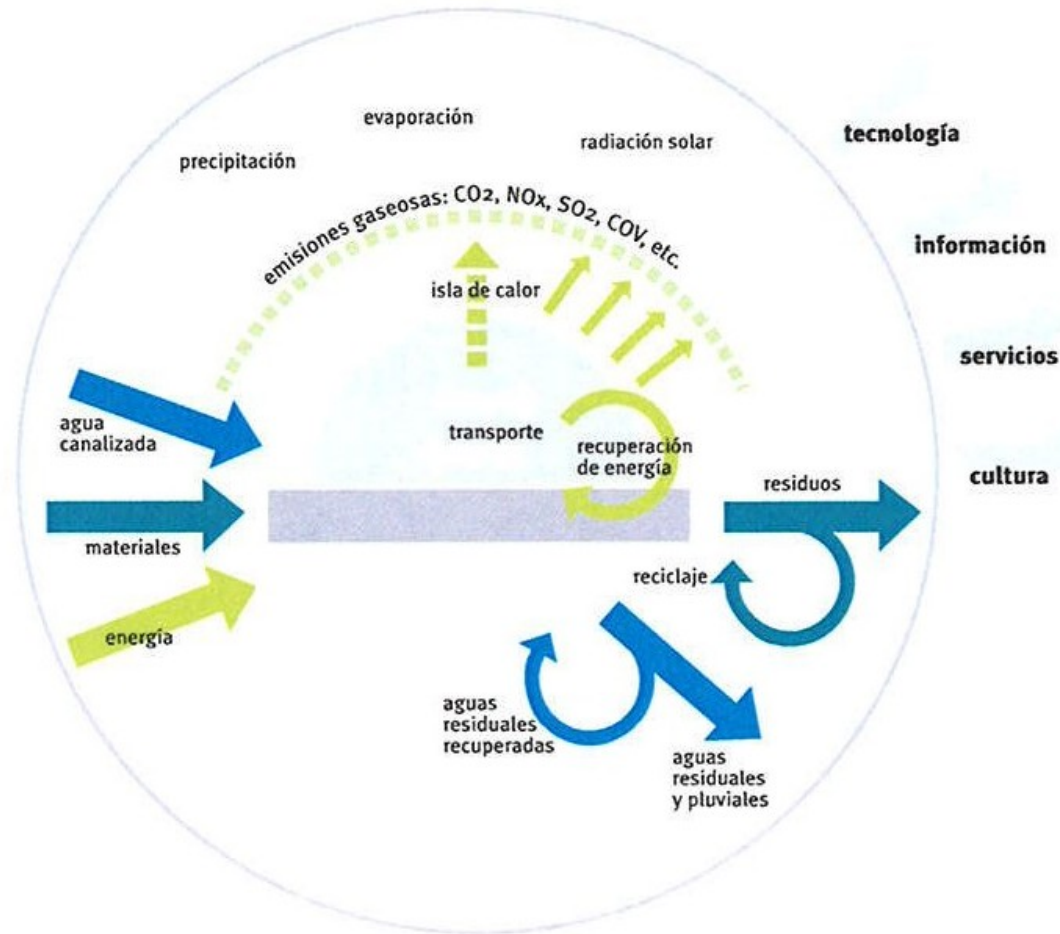 evaporación
precipitación
radiación solar
tecnología
emisiones gaseosas: CO2, NOx, SO2, COV, etc.
información
isla de calor
servicios
agua
canalizada
transporte
recuperación
de energía
cultura
residuos
materiales
reciclaje
energía
aguas
residuales
recuperadas
aguas
residuales
y pluviales